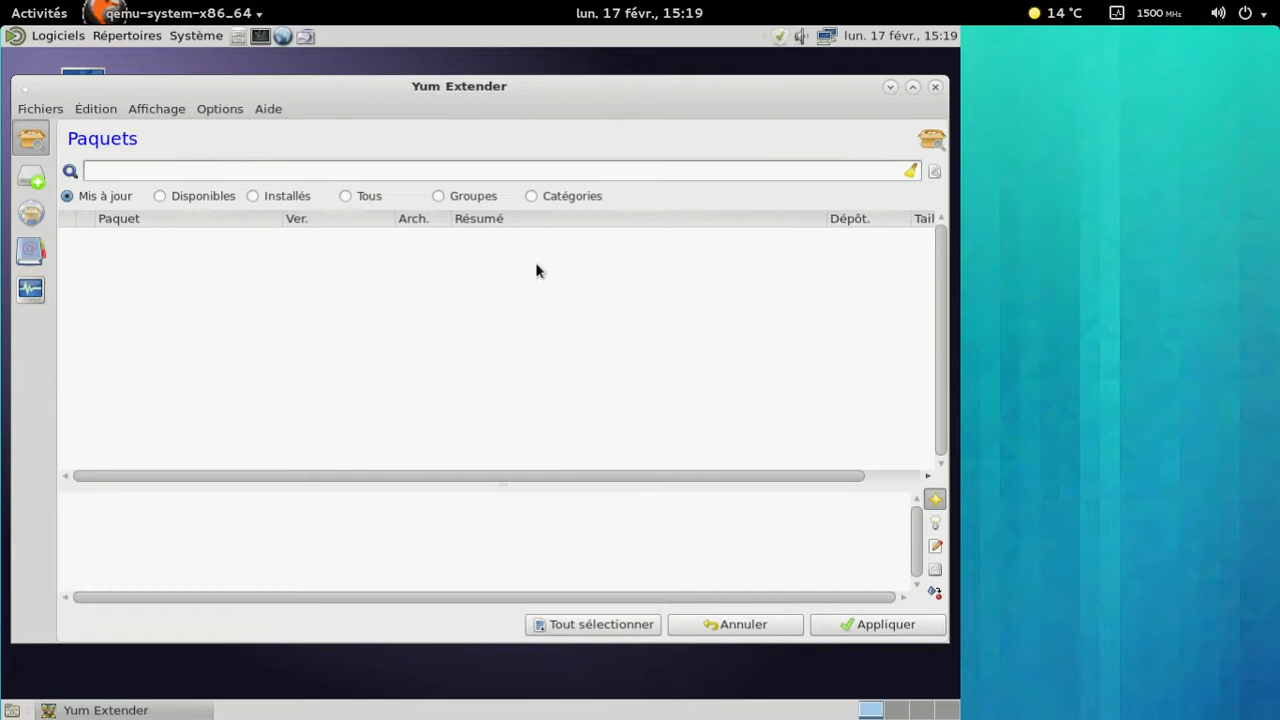 Activités qemu-system-x86_64 lun. 17 févr., 15:19 14 °C 1500 MHz
Logiciels Répertoires Système lun. 17 févr., 15:19
Yum Extender
Fichiers Édition Affichage Options Aide
Paquets
Mis à jour Disponibles Installés Tous Groupes Catégories
Paquet Ver. Arch. Résumé Dépôt. Tail
Tout sélectionner Annuler Appliquer
Yum Extender